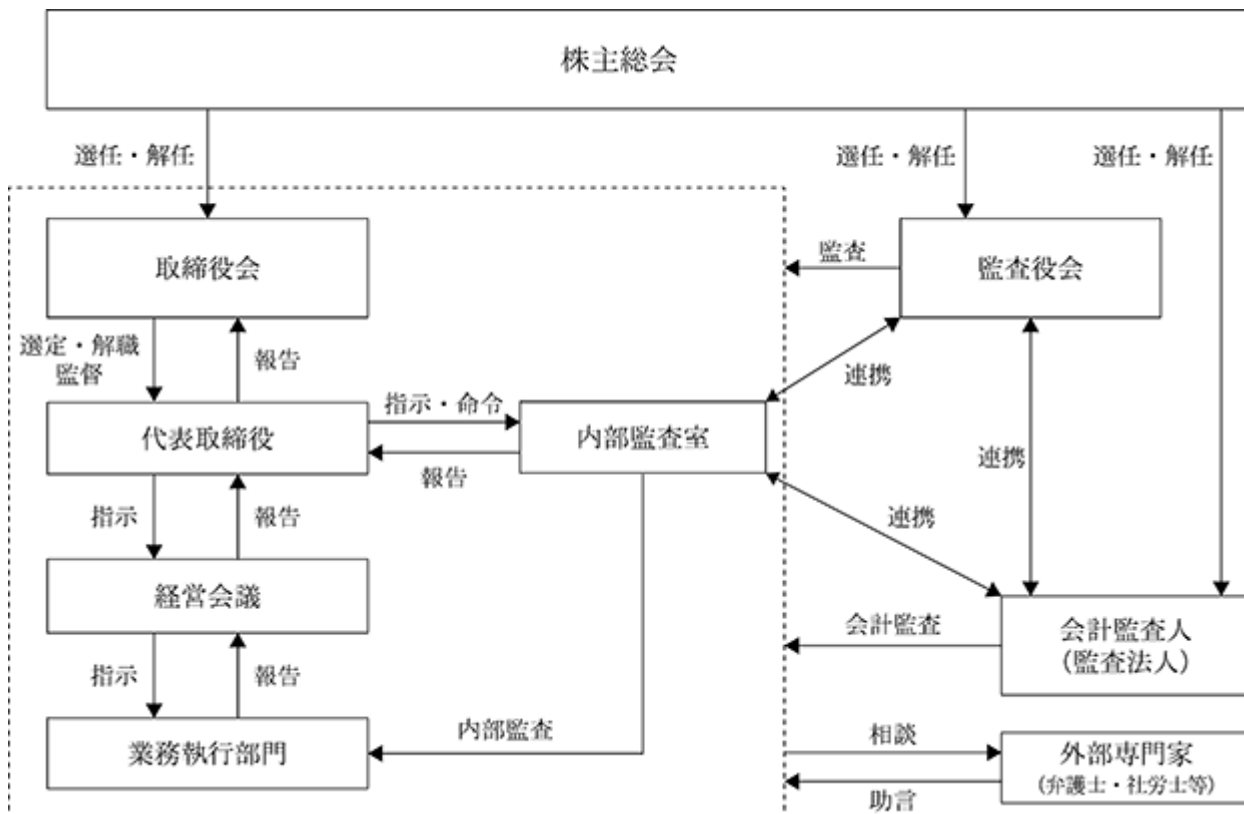 株主総会
選任・解任
選任・解任
選任・解任
取締役会
監査
監査役会
選定・解職
監督
報告
連携
指示・命令
代表取締役
内部監査室
報告
連携
指示
報告
連携
経営会議
会計監査
会計監査人
(監査法人)
指示
報告
内部監査
業務執行部門
相談
外部専門家
(弁護士・社労士等)
助言